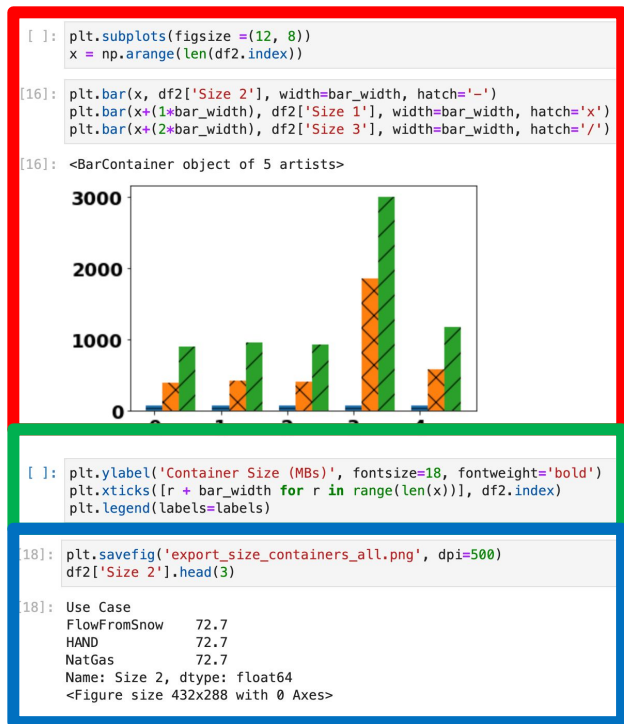 [ ]: plt.subplots(figsize =(12, 8))
x = np.arange(len(df2.index))
[16]: plt.bar(x, df2['Size 2'], width=bar_width, hatch='-')
plt.bar(x+(1*bar_width), df2['Size 1'], width=bar_width, hatch='x')
plt.bar(x+(2*bar_width), df2['Size 3'], width=bar_width, hatch='/')
[16]: <BarContainer object of 5 artists>
3000
2000
1000
0
[ ]: plt.ylabel('Container Size (MBs)', fontsize=18, fontweight='bold')
plt.xticks([r + bar_width for r in range(len(x))], df2.index)
plt.legend(labels=labels)
[18]: plt.savefig('export_size_containers_all.png', dpi=500)
df2['Size 2'].head(3)
[18]: Use Case
FlowFromSnow 72.7
HAND 72.7
NatGas 72.7
Name: Size 2, dtype: float64
<Figure size 432x288 with 0 Axes>